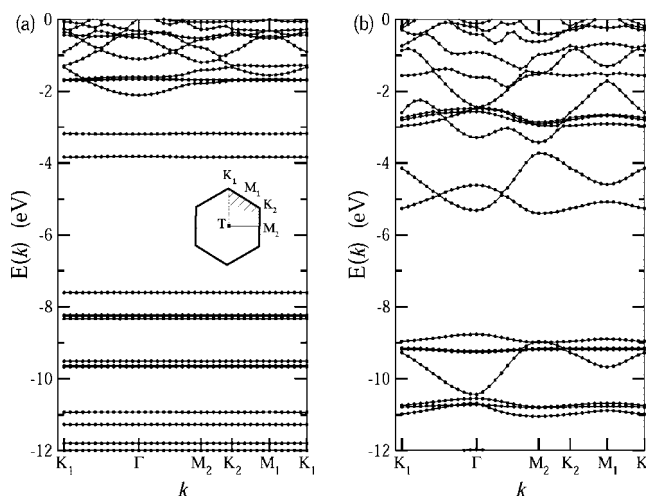 (a)
0
-2
-4
-6
-8
-10
-12
E(k) (eV)
K₁ Γ M₂ K₂ M₁ K₁
k
K₁
M₁
K₂
T
M₂
(b)
0
-2
-4
-6
-8
-10
-12
E(k) (eV)
K₁ Γ M₂ K₂ M₁ K
k